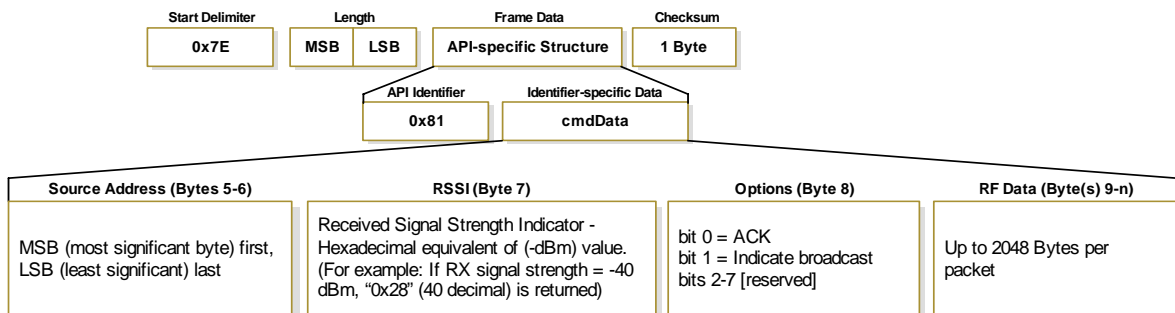 Start Delimiter Length Frame Data Checksum
0x7E MSB LSB API-specific Structure 1 Byte
API Identifier Identifier-specific Data
0x81 cmdData
Source Address (Bytes 5-6)
MSB (most significant byte) first,
LSB (least significant) last
RSSI (Byte 7)
Received Signal Strength Indicator -
Hexadecimal equivalent of (-dBm) value.
(For example: If RX signal strength = -40
dBm, “0x28” (40 decimal) is returned)
Options (Byte 8)
bit 0 = ACK
bit 1 = Indicate broadcast
bits 2-7 [reserved]
RF Data (Byte(s) 9-n)
Up to 2048 Bytes per
packet